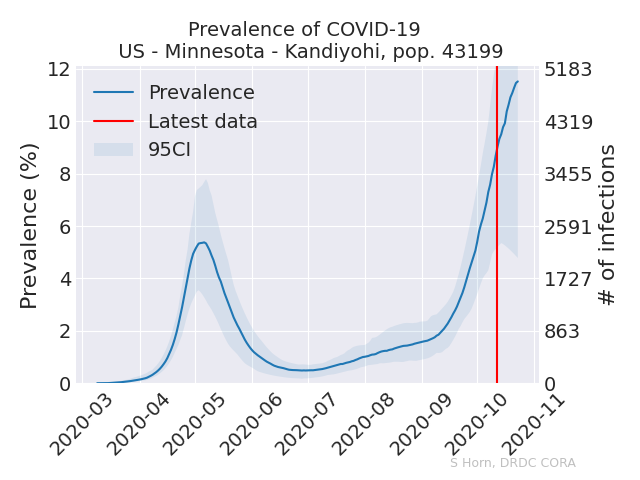 Prevalence of COVID-19
US - Minnesota - Kandiyohi, pop. 43199
Prevalence (%)
12
10
8
6
4
2
0
Prevalence
Latest data
95CI
5183
4319
3455
2591
1727
863
0
# of infections
2020-03
2020-04
2020-05
2020-06
2020-07
2020-08
2020-09
2020-10
2020-11
S Horn, DRDC CORA